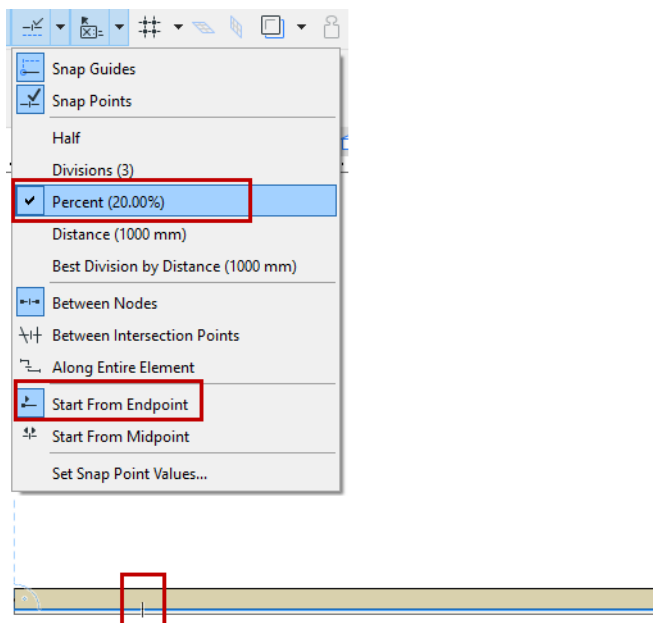 Snap Guides
Snap Points
Half
Divisions (3)
Percent (20.00%)
Distance (1000 mm)
Best Division by Distance (1000 mm)
Between Nodes
Between Intersection Points
Along Entire Element
Start From Endpoint
Start From Midpoint
Set Snap Point Values...